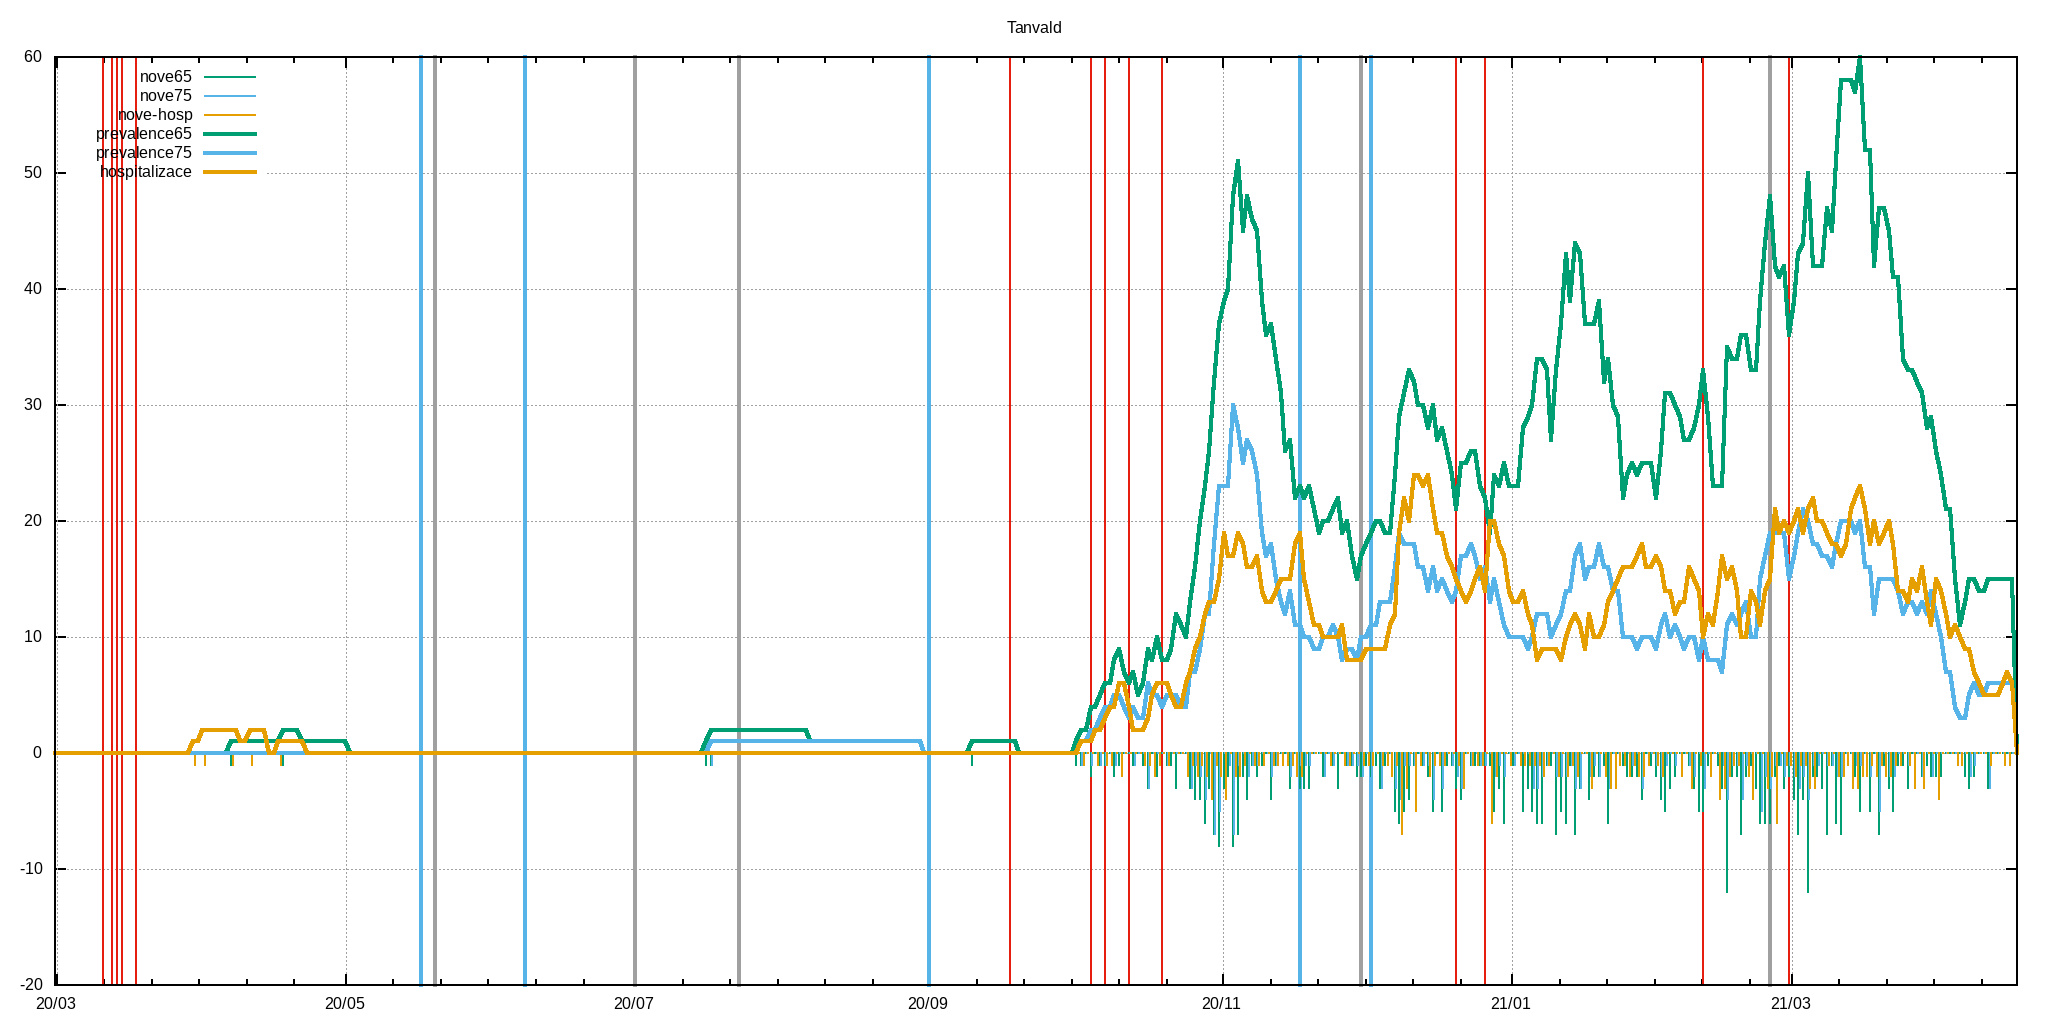 Tanvald
60
nove65
nove75
nove-hosp
prevalence65
prevalence75
hospitalizace
50
40
30
20
10
0
-10
-20
20/03 20/05 20/07 20/09 20/11 21/01 21/03